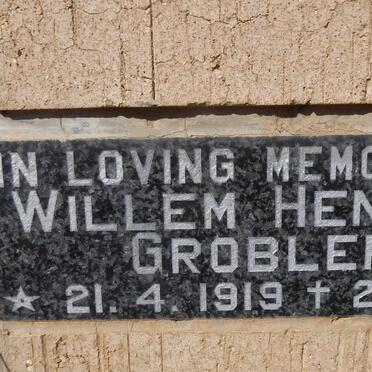 IN LOVING MEMO
WILLEM HEN
GROBLE
☆ 21. 4. 1919 ✝ 2